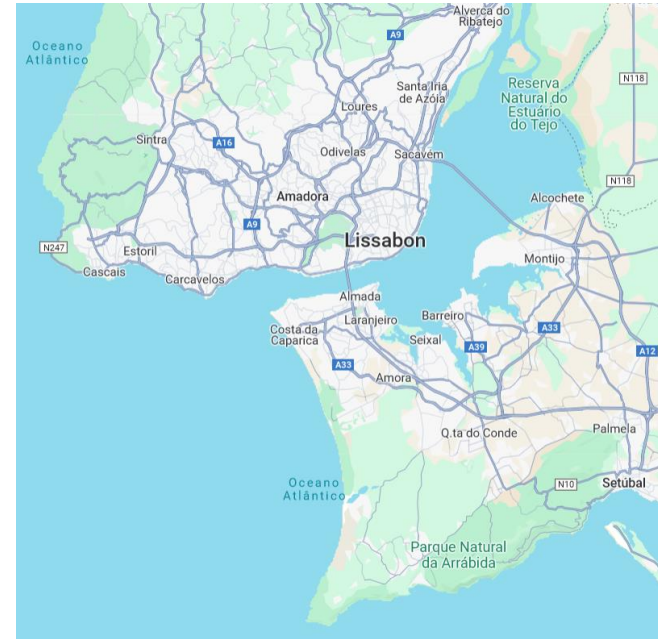 Alverca do
Ribatejo
A9
Oceano
Atlântico
N118
Santa Iria
de Azóia
Reserva
Natural do
Estuário
do Tejo
Loures
Sintra
A16
Odivelas
Sacavém
N118
Amadora
Alcochete
A9
Lissabon
N247
Estoril
Montijo
Cascais
Carcavelos
Almada
Laranjeiro
Barreiro
Costa da
Caparica
A33
Seixal
A39
A12
A33
Amora
Q.ta do Conde
Palmela
Oceano
Atlântico
N10
Setúbal
Parque Natural
da Arrábida